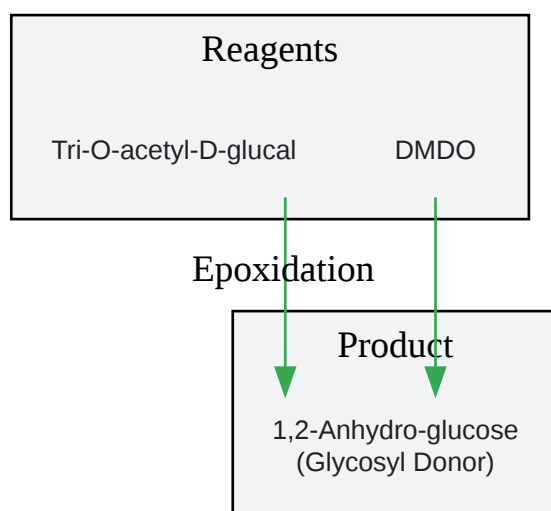 Reagents
Tri-O-acetyl-D-glucal DMDO
Epoxidation
Product
1,2-Anhydro-glucose
(Glycosyl Donor)